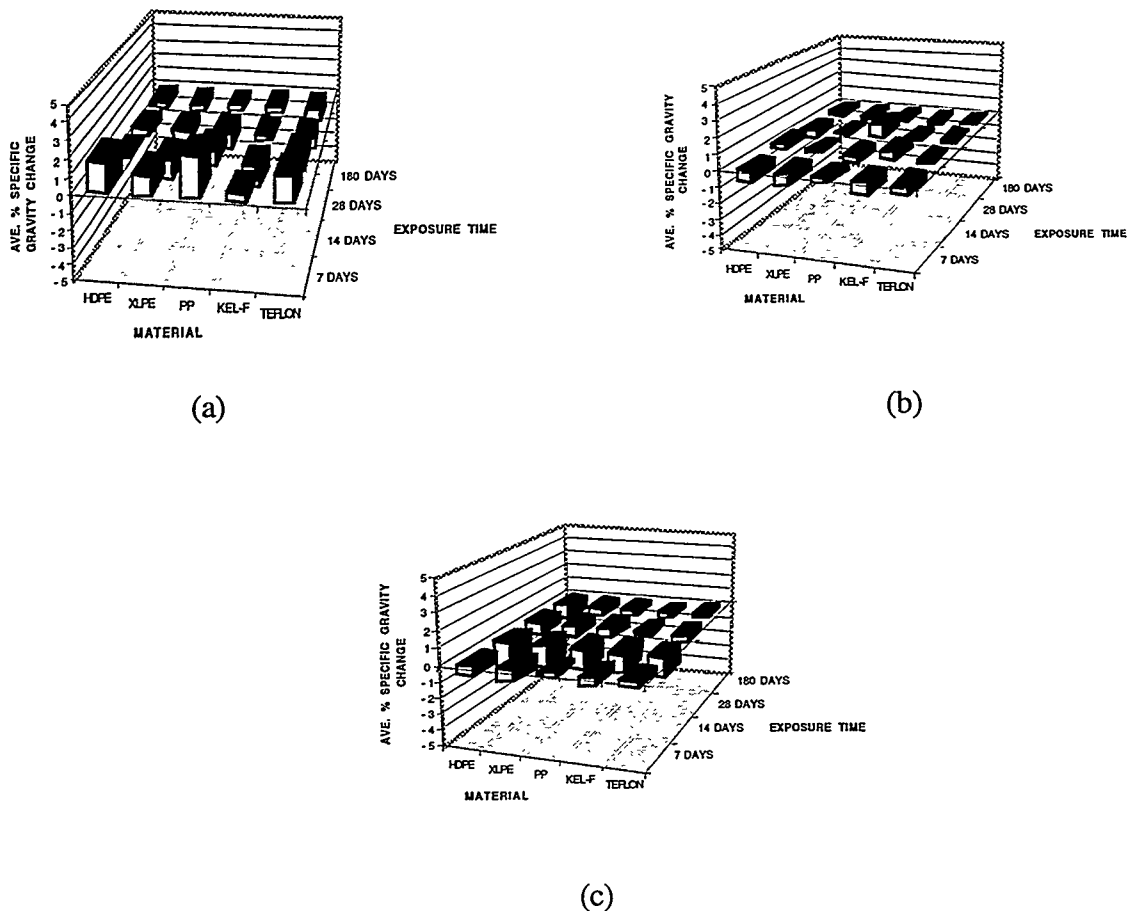 AVE. % SPECIFIC
GRAVITY CHANGE
5
4
3
2
1
0
-1
-2
-3
-4
-5
HDPE
XLPE
PP
KEL-F
TEFLON
MATERIAL
180 DAYS
28 DAYS
14 DAYS
7 DAYS
EXPOSURE TIME
(a)
AVE. % SPECIFIC GRAVITY
CHANGE
5
4
3
2
1
0
-1
-2
-3
-4
-5
HDPE
XLPE
PP
KEL-F
TEFLON
MATERIAL
180 DAYS
28 DAYS
14 DAYS
7 DAYS
EXPOSURE TIME
(b)
AVE. % SPECIFIC GRAVITY
CHANGE
5
4
3
2
1
0
-1
-2
-3
-4
-5
HDPE
XLPE
PP
KEL-F
TEFLON
MATERIAL
180 DAYS
28 DAYS
14 DAYS
7 DAYS
EXPOSURE TIME
(c)